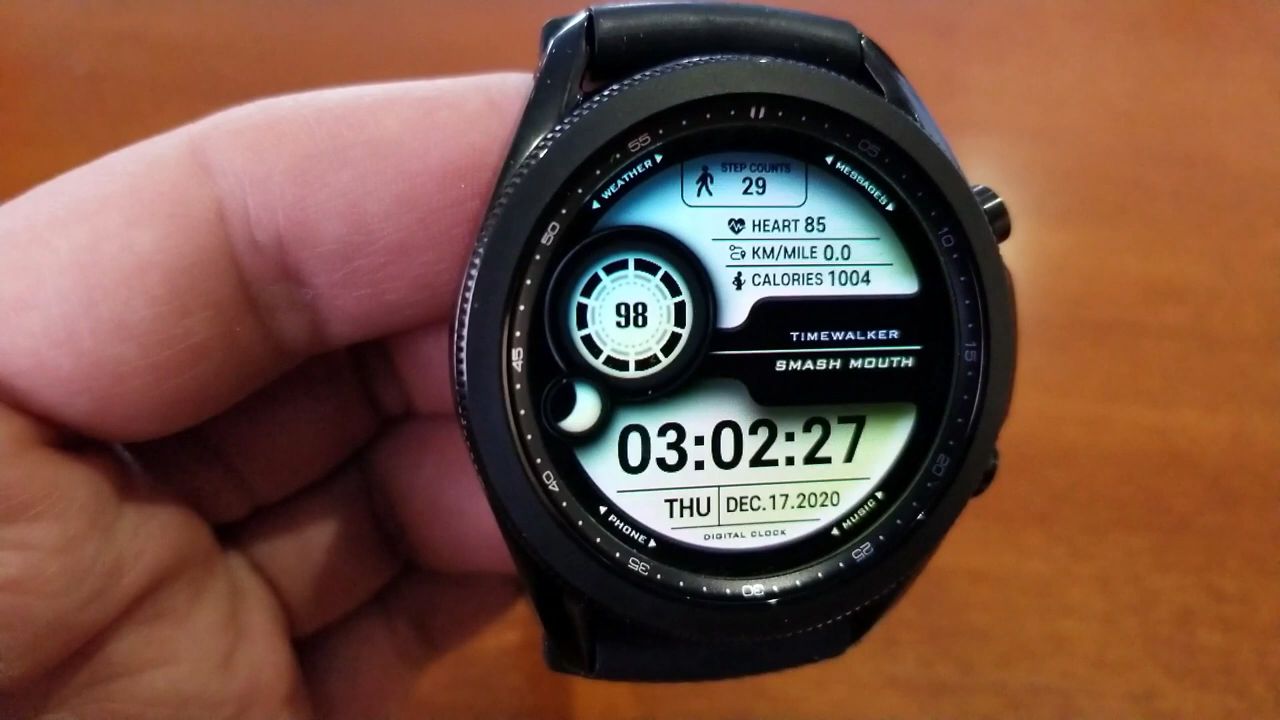 55
05
10
15
20
25
30
35
40
45
50
WEATHER
MESSAGES
STEP COUNTS
29
HEART 85
KM/MILE 0.0
CALORIES 1004
98
TIMEWALKER
SMASH MOUTH
03:02:27
THU DEC.17.2020
DIGITAL CLOCK
PHONE
MUSIC